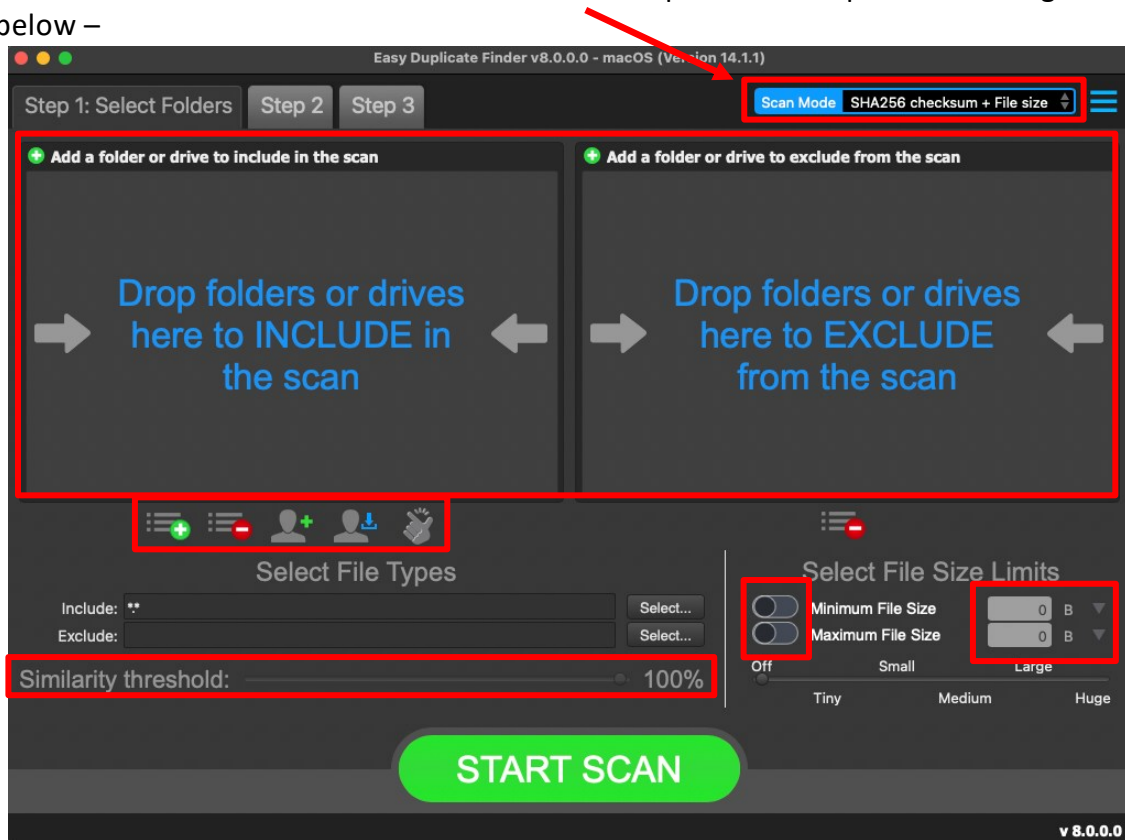 below –
Easy Duplicate Finder v8.0.0.0 - macOS (Version 14.1.1)
Step 1: Select Folders Step 2 Step 3 Scan Mode SHA256 checksum + File size
Add a folder or drive to include in the scan
Drop folders or drives
here to INCLUDE in
the scan
Add a folder or drive to exclude from the scan
Drop folders or drives
here to EXCLUDE
from the scan
Select File Types
Include: *.*  Select...
Exclude: Select...
Similarity threshold: 100%
Select File Size Limits
Minimum File Size 0 B
Maximum File Size 0 B
Off Small Large
Tiny Medium Huge
START SCAN
v 8.0.0.0